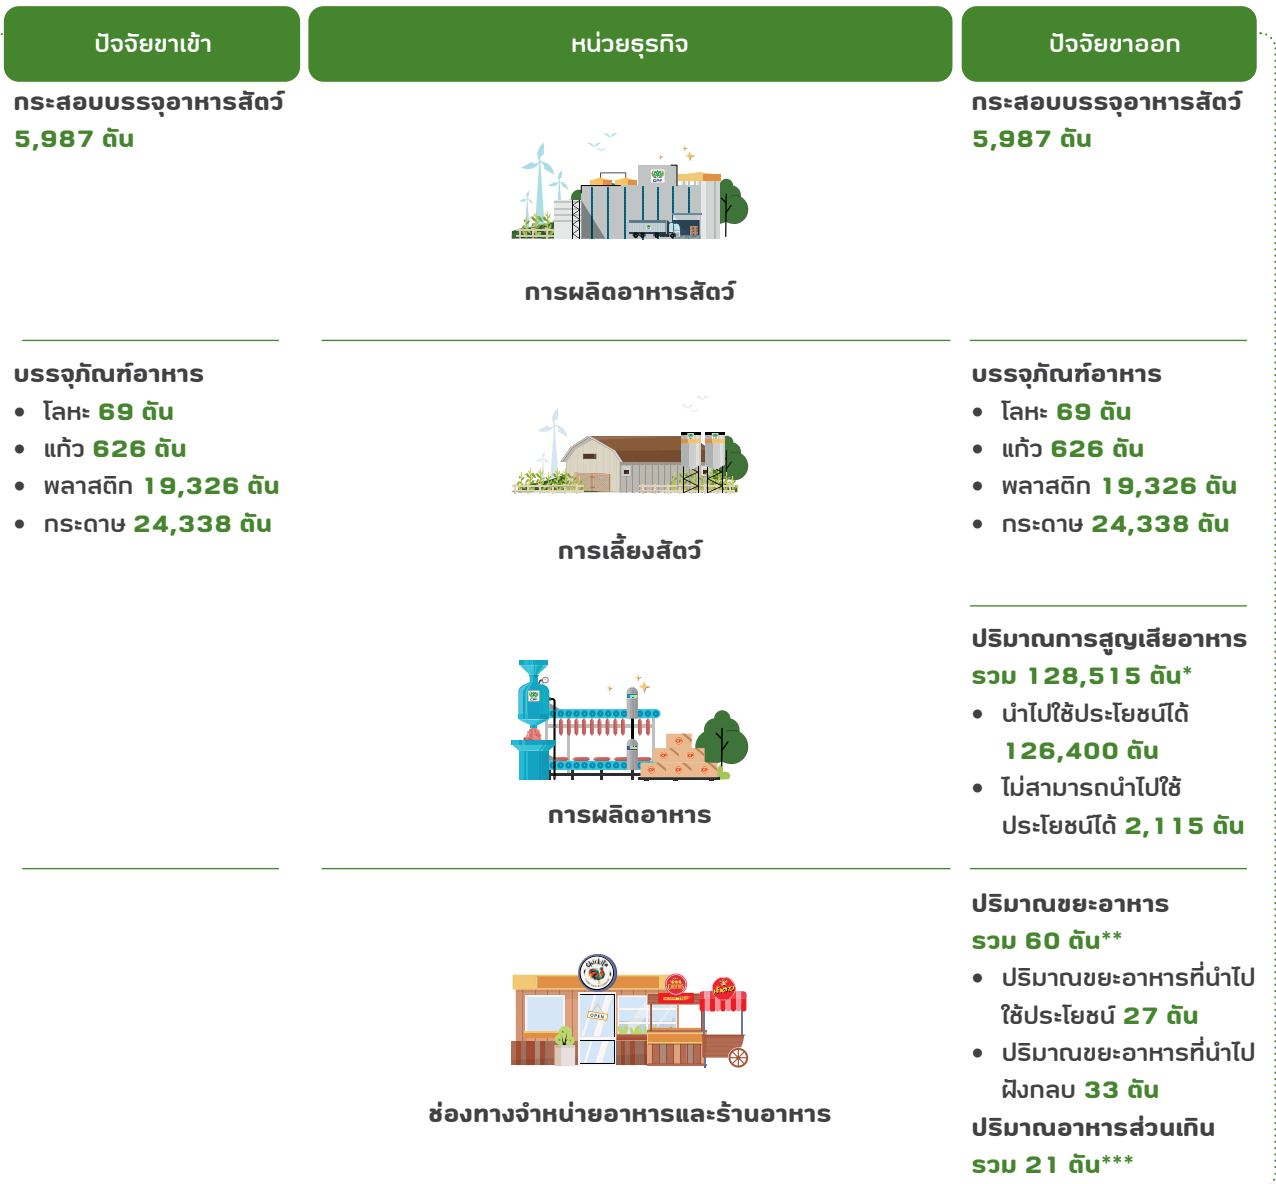 ปัจจัยขาเข้า
หน่วยธุรกิจ
ปัจจัยขาออก
กระสอบบรรจุอาหารสัตว์
5,987 ตัน
การผลิตอาหารสัตว์
กระสอบบรรจุอาหารสัตว์
5,987 ตัน
บรรจุภัณฑ์อาหาร
• โลหะ 69 ตัน
• แก้ว 626 ตัน
• พลาสติก 19,326 ตัน
• กระดาษ 24,338 ตัน
การเลี้ยงสัตว์
บรรจุภัณฑ์อาหาร
• โลหะ 69 ตัน
• แก้ว 626 ตัน
• พลาสติก 19,326 ตัน
• กระดาษ 24,338 ตัน
การผลิตอาหาร
ปริมาณการสูญเสียอาหาร
รวม 128,515 ตัน*
• นำไปใช้ประโยชน์ได้
126,400 ตัน
• ไม่สามารถนำไปใช้
ประโยชน์ได้ 2,115 ตัน
OPEN
ช่องทางจำหน่ายอาหารและร้านอาหาร
ปริมาณขยะอาหาร
รวม 60 ตัน**
• ปริมาณขยะอาหารที่นำไป
ใช้ประโยชน์ 27 ตัน
• ปริมาณขยะอาหารที่นำไป
ฝังกลบ 33 ตัน
ปริมาณอาหารส่วนเกิน
รวม 21 ตัน***